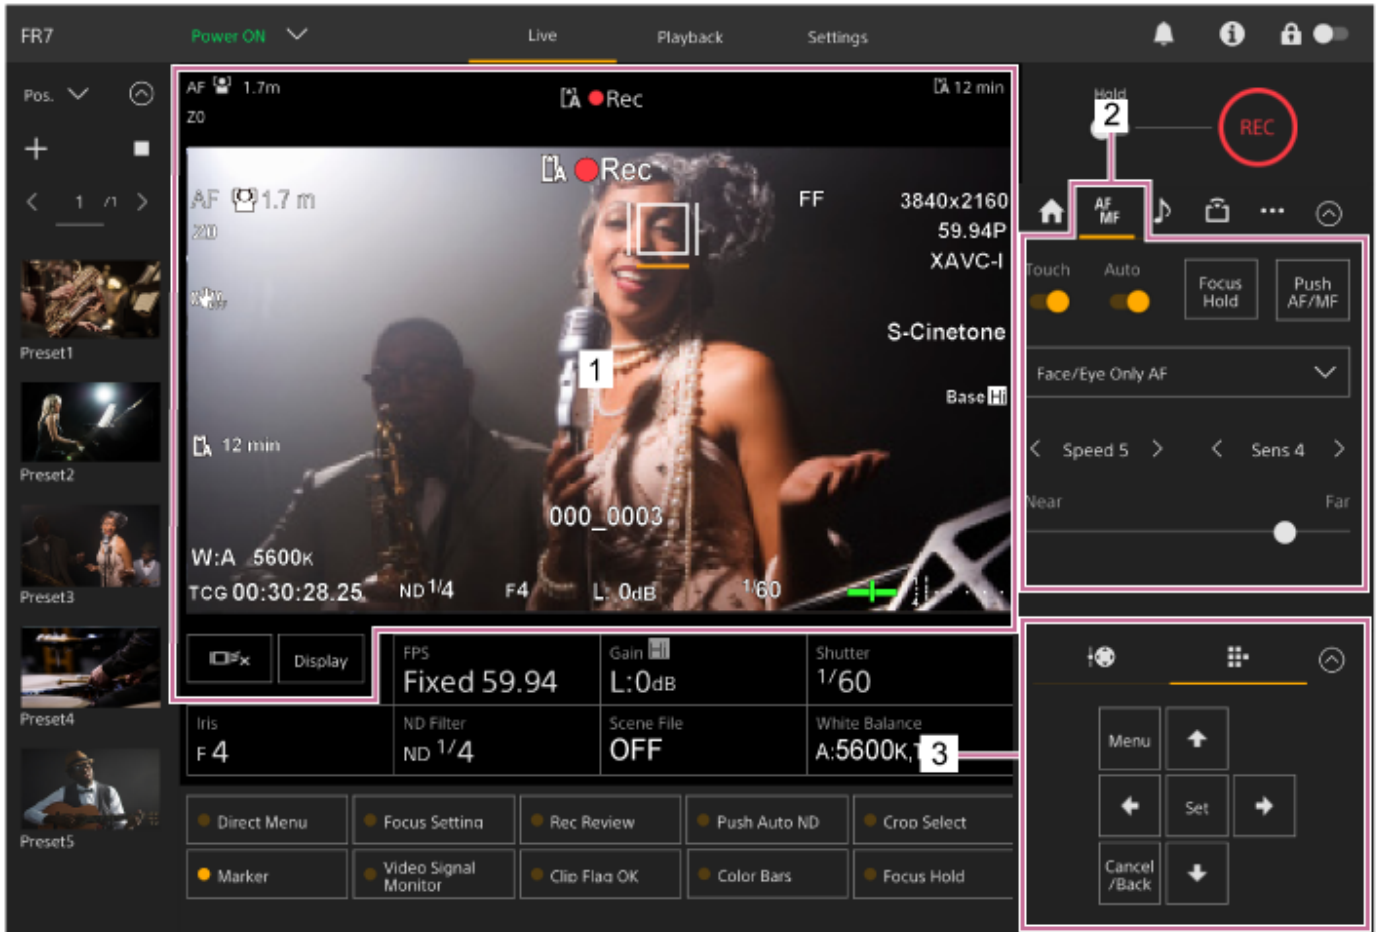 FR7
Power ON
Live
Playback
Settings
Pos.
1 /1
Preset1
Preset2
Preset3
Preset4
Preset5
AF 1.7m
Z0
A Rec
A 12 min
A Rec
AF 1.7 m
Z0
OFF
FF
3840x2160
59.94P
XAVC-I
S-Cinetone
Base Hi
1
A 12 min
000_0003
W:A 5600K
TCG 00:30:28.25
ND 1/4
F4
L: 0dB
1/60
Display
FPS
Fixed 59.94
Gain Hi
L:0dB
Shutter
1/60
Iris
F 4
ND Filter
ND 1/4
Scene File
OFF
White Balance
A:5600K,
3
Direct Menu
Focus Setting
Rec Review
Push Auto ND
Crop Select
Marker
Video Signal
Monitor
Clip Flag OK
Color Bars
Focus Hold
Hold
2
REC
AF
MF
Touch
Auto
Focus
Hold
Push
AF/MF
Face/Eye Only AF
Speed 5
Sens 4
Near
Far
Menu
Set
Cancel
/Back